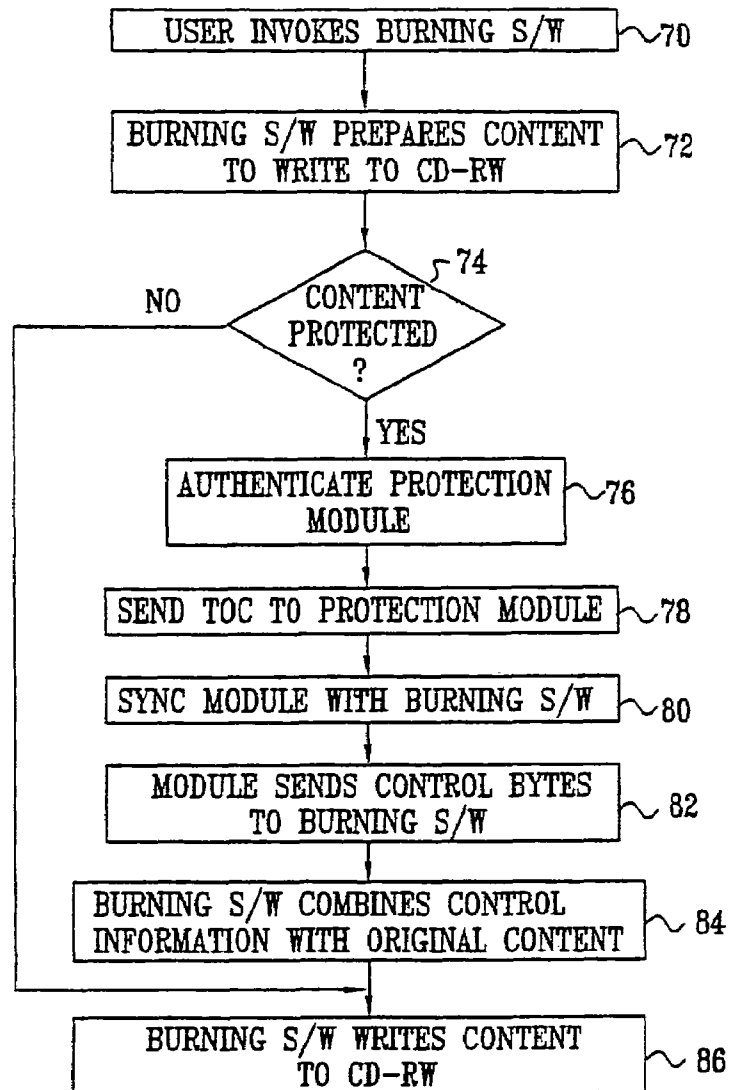 USER INVOKES BURNING S/W
70
BURNING S/W PREPARES CONTENT
TO WRITE TO CD-RW
72
74
NO
CONTENT
PROTECTED
?
YES
AUTHENTICATE PROTECTION
MODULE
76
SEND TOC TO PROTECTION MODULE
78
SYNC MODULE WITH BURNING S/W
80
MODULE SENDS CONTROL BYTES
TO BURNING S/W
82
BURNING S/W COMBINES CONTROL
INFORMATION WITH ORIGINAL CONTENT
84
BURNING S/W WRITES CONTENT
TO CD-RW
86